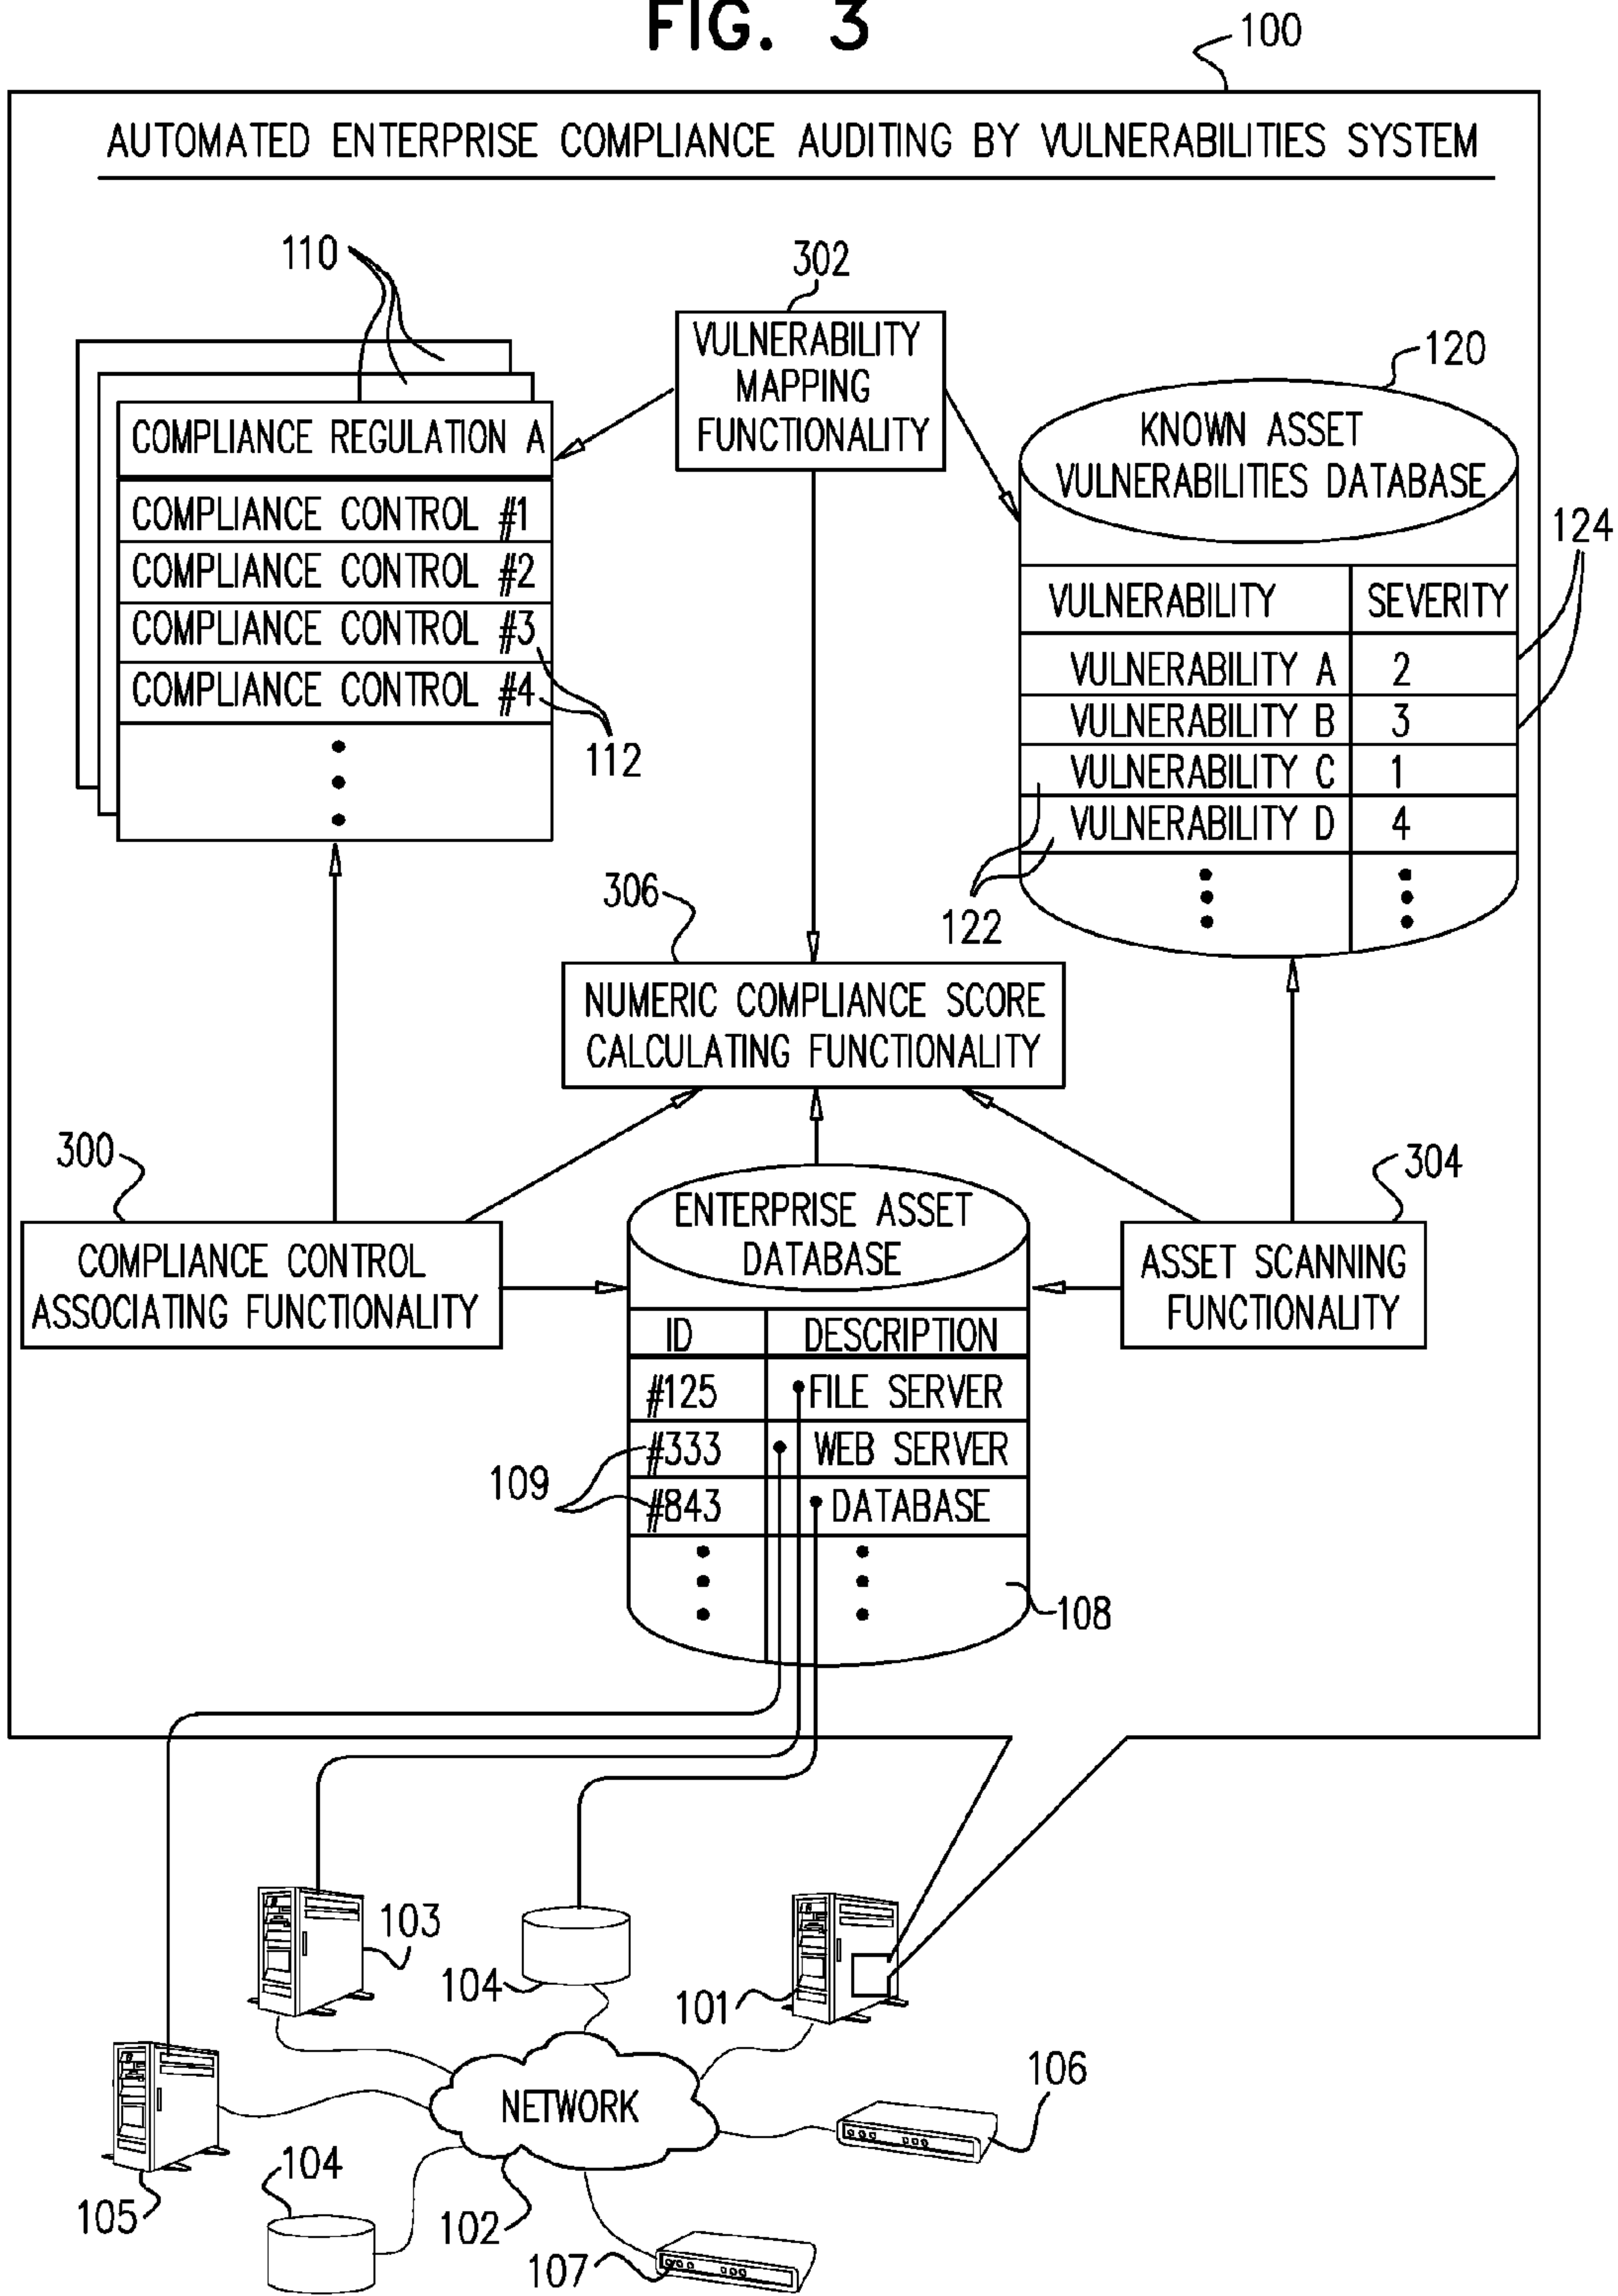 FIG. 3
100
AUTOMATED ENTERPRISE COMPLIANCE AUDITING BY VULNERABILITIES SYSTEM
110
302
VULNERABILITY
MAPPING
FUNCTIONALITY
120
COMPLIANCE REGULATION A
COMPLIANCE CONTROL #1
COMPLIANCE CONTROL #2
COMPLIANCE CONTROL #3
COMPLIANCE CONTROL #4
112
KNOWN ASSET
VULNERABILITIES DATABASE
124
VULNERABILITY SEVERITY
VULNERABILITY A 2
VULNERABILITY B 3
VULNERABILITY C 1
VULNERABILITY D 4
122
306
NUMERIC COMPLIANCE SCORE
CALCULATING FUNCTIONALITY
300
COMPLIANCE CONTROL
ASSOCIATING FUNCTIONALITY
ENTERPRISE ASSET
DATABASE
304
ASSET SCANNING
FUNCTIONALITY
ID DESCRIPTION
#125 FILE SERVER
#333 WEB SERVER
#843 DATABASE
109
108
103
104
101
105
NETWORK
106
104
102
107